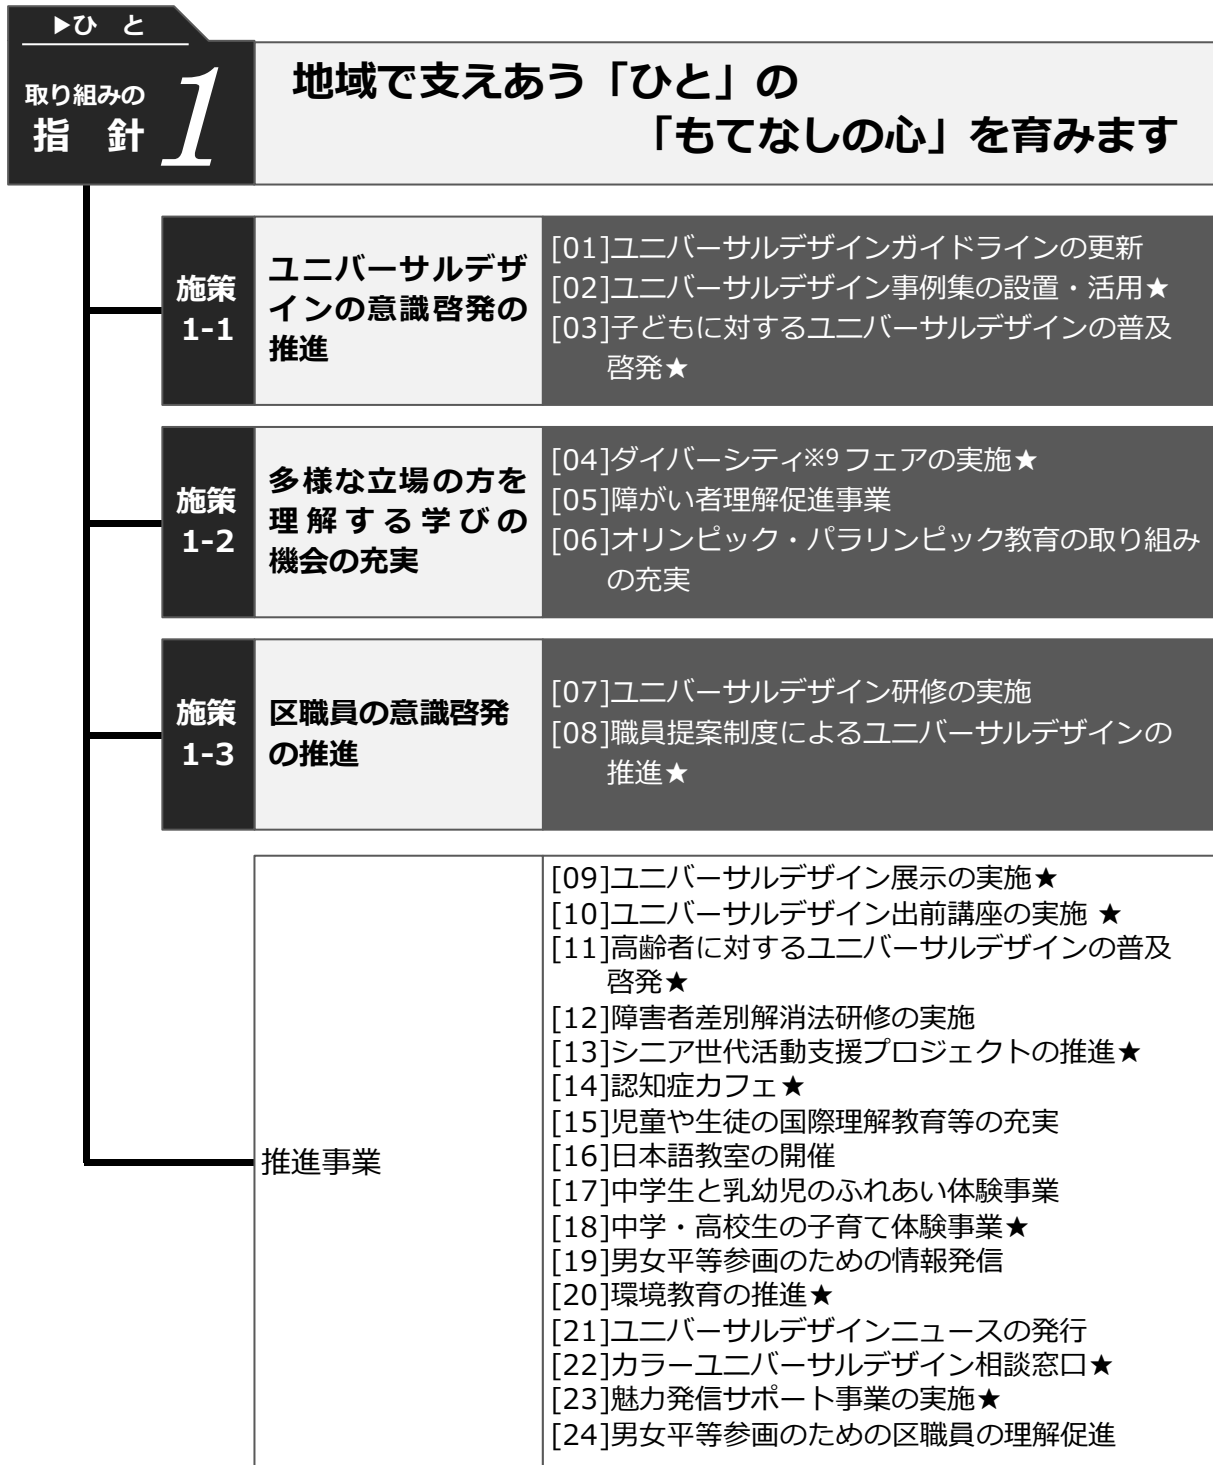 ▶ひ と
取り組みの
指 針
1
地域で支えあう「ひと」の
「もてなしの心」を育みます
施策
1-1
ユニバーサルデザ
インの意識啓発の
推進
[01]ユニバーサルデザインガイドラインの更新
[02]ユニバーサルデザイン事例集の設置・活用★
[03]子どもに対するユニバーサルデザインの普及
啓発★
施策
1-2
多様な立場の方を
理解する学びの
機会の充実
[04]ダイバーシティ※9フェアの実施★
[05]障がい者理解促進事業
[06]オリンピック・パラリンピック教育の取り組み
の充実
施策
1-3
区職員の意識啓発
の推進
[07]ユニバーサルデザイン研修の実施
[08]職員提案制度によるユニバーサルデザインの
推進★
推進事業
[09]ユニバーサルデザイン展示の実施★
[10]ユニバーサルデザイン出前講座の実施 ★
[11]高齢者に対するユニバーサルデザインの普及
啓発★
[12]障害者差別解消法研修の実施
[13]シニア世代活動支援プロジェクトの推進★
[14]認知症カフェ★
[15]児童や生徒の国際理解教育等の充実
[16]日本語教室の開催
[17]中学生と乳幼児のふれあい体験事業
[18]中学・高校生の子育て体験事業★
[19]男女平等参画のための情報発信
[20]環境教育の推進★
[21]ユニバーサルデザインニュースの発行
[22]カラーユニバーサルデザイン相談窓口★
[23]魅力発信サポート事業の実施★
[24]男女平等参画のための区職員の理解促進